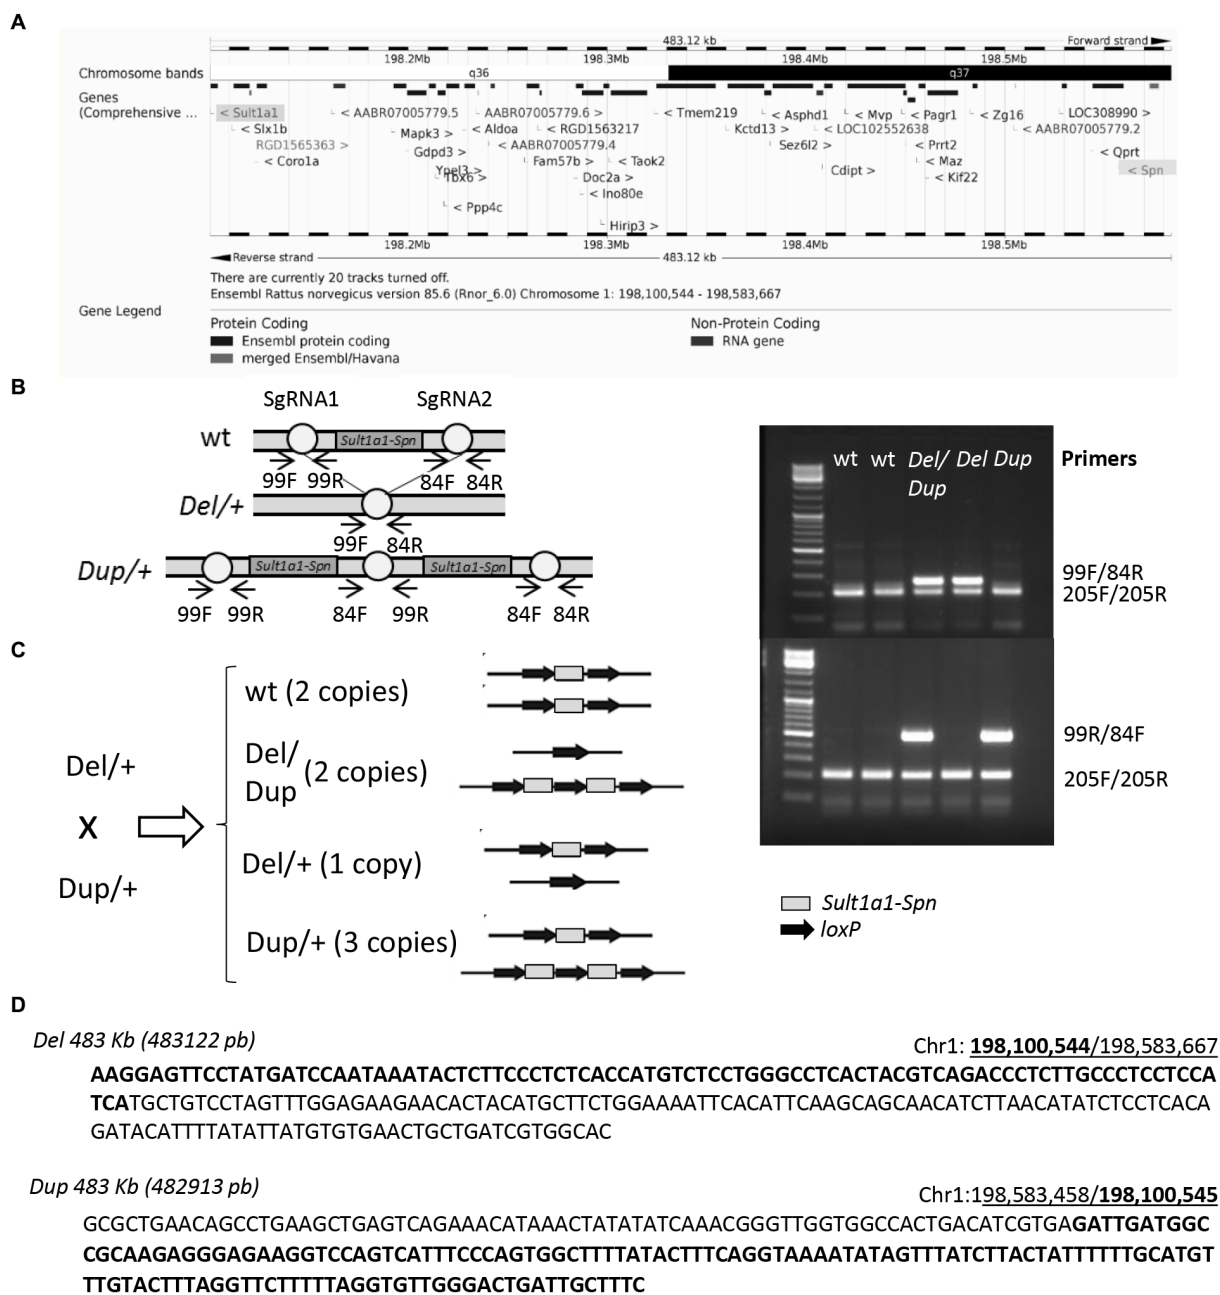 A
483.12 kb
Forward strand
198.2Mb 198.3Mb 198.4Mb 198.5Mb
Chromosome bands
q36 q37
Genes
(Comprehensive ...
< Sult1a1 < AABR07005779.5 AABR07005779.6 > < Tmem219 < Asphd1 < Mvp < Pagr1 < Zg16 LOC308990 >
< Slx1b Mapk3 > < Aldoa < RGD1563217 Kctd13 > < LOC102552638 < AABR07005779.2
RGD1565363 > < AABR07005779.4 Sez6l2 > Prrt2
Gdpd3 > < Qprt
< Coro1a Fam57b > < Taok2 < Maz
Ypel3 > Cdipt > < Spn
Tbx6 > Doc2a > < Kif22
< Ino80e
< Ppp4c
Hirip3 >
198.2Mb 198.3Mb 198.4Mb 198.5Mb
Reverse strand 483.12 kb
There are currently 20 tracks turned off.
Ensembl Rattus norvegicus version 85.6 (Rnor_6.0) Chromosome 1: 198,100,544 - 198,583,667
Gene Legend
Protein Coding Non-Protein Coding
Ensembl protein coding RNA gene
merged Ensembl/Havana
B
SgRNA1 SgRNA2
wt Sult1a1-Spn
99F 99R 84F 84R
Del/+
99F 84R
Dup/+ Sult1a1-Spn Sult1a1-Spn
99F 99R 84F 99R 84F 84R
wt wt Del/ Del Dup Primers
Dup
99F/84R
205F/205R
99R/84F
205F/205R
C
Del/+
X
Dup/+
wt (2 copies)
Del/
Dup (2 copies)
Del/+ (1 copy)
Dup/+ (3 copies)
Sult1a1-Spn
loxP
D
Del 483 Kb (483122 pb) Chr1: 198,100,544/198,583,667
AAGGAGTTCCTATGATCCAATAAATACTCTTCCCTCTCACCATGTCTCCTGGGCCTCACTACGTCAGACCCTCTTGCCCTCCTCCA
TCATGCTGTCCTAGTTTGGAGAAGAACACTACATGCTTCTGGAAAATTCACATTCAAGCAGCAACATCTTAACATATCTCCTCACA
GATACATTTTATATTATGTGTGAACTGCTGATCGTGGCAC
Dup 483 Kb (482913 pb) Chr1:198,583,458/198,100,545
GCGCTGAACAGCCTGAAGCTGAGTCAGAAACATAAACTATATATCAAACGGGTTGGTGGCCACTGACATCGTGAGATTGATGGC
CGCAAGAGGGAGAAGGTCCAGTCATTTCCCAGTGGCTTTTATACTTTCAGGTAAAATATAGTTTATCTTACTATTTTTTGCATGT
TTGTACTTTAGGTTCTTTTTAGGTGTTGGGACTGATTGCTTTC